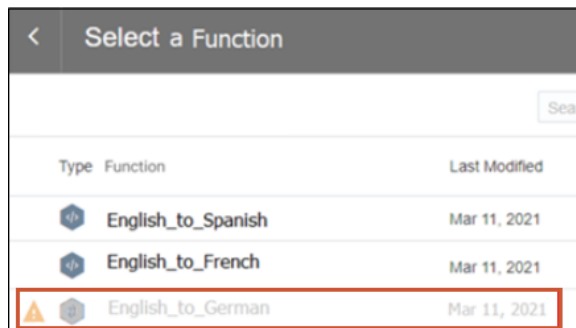 Select a Function
Sea
Type Function Last Modified
English_to_Spanish Mar 11, 2021
English_to_French Mar 11, 2021
English_to_German Mar 11, 2021